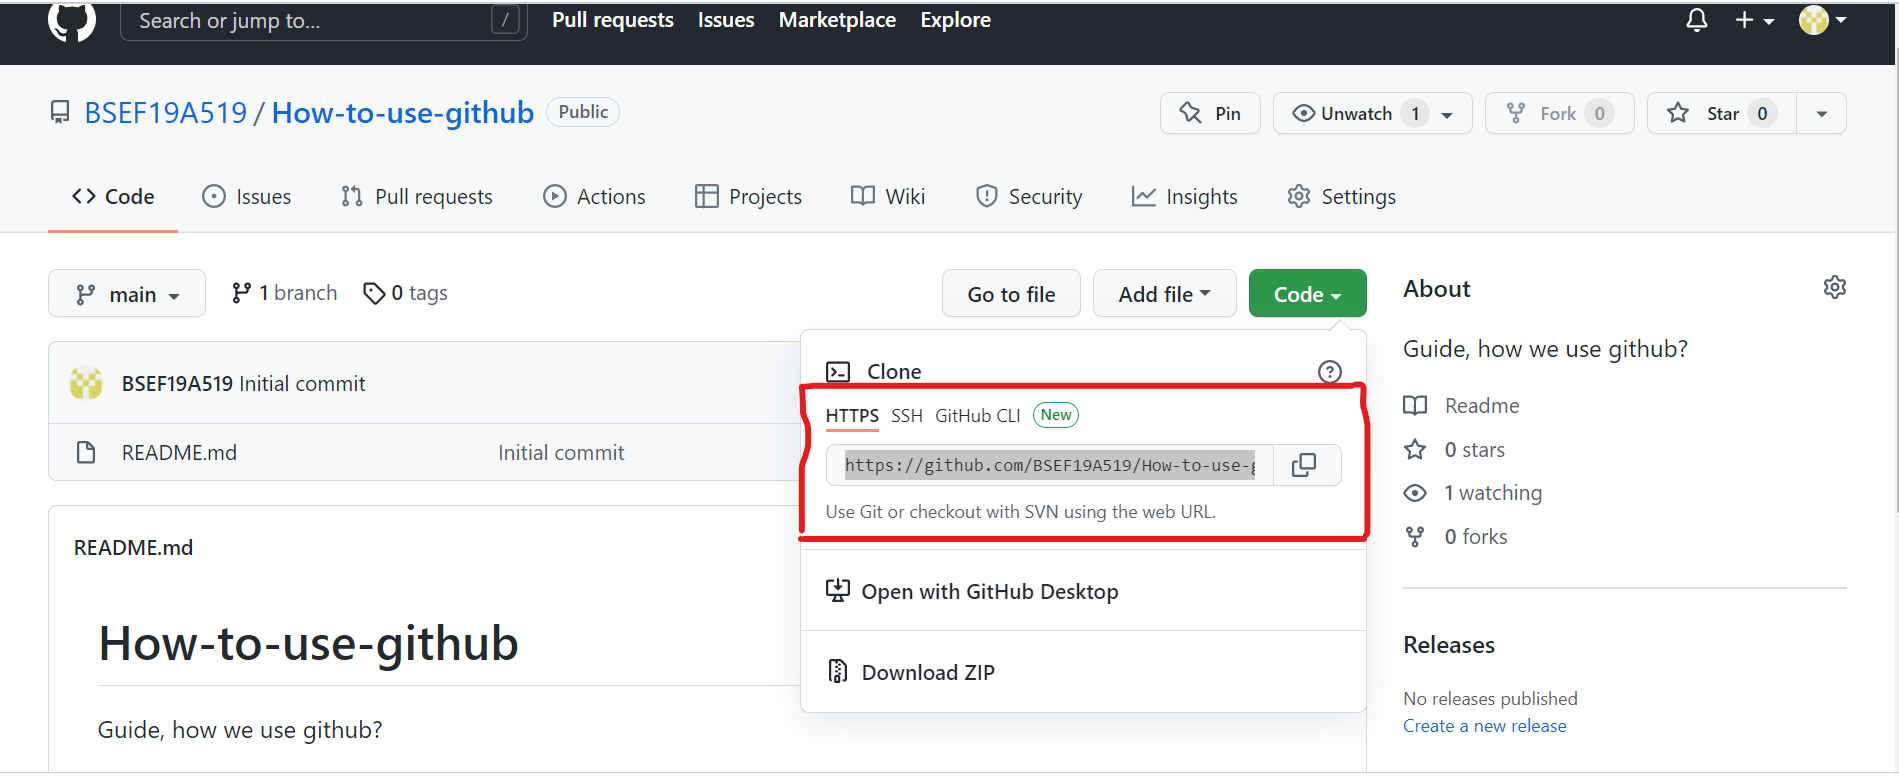 Search or jump to... /
Pull requests Issues Marketplace Explore
BSEF19A519 / How-to-use-github Public
Pin Unwatch 1 Fork 0 Star 0
Code Issues Pull requests Actions Projects Wiki Security Insights Settings
main 1 branch 0 tags Go to file Add file Code
BSEF19A519 Initial commit
README.md Initial commit
README.md
How-to-use-github
Guide, how we use github?
Clone
HTTPS SSH GitHub CLI New
https://github.com/BSEF19A519/How-to-use-g
Use Git or checkout with SVN using the web URL.
Open with GitHub Desktop
Download ZIP
About
Guide, how we use github?
Readme
0 stars
1 watching
0 forks
Releases
No releases published
Create a new release